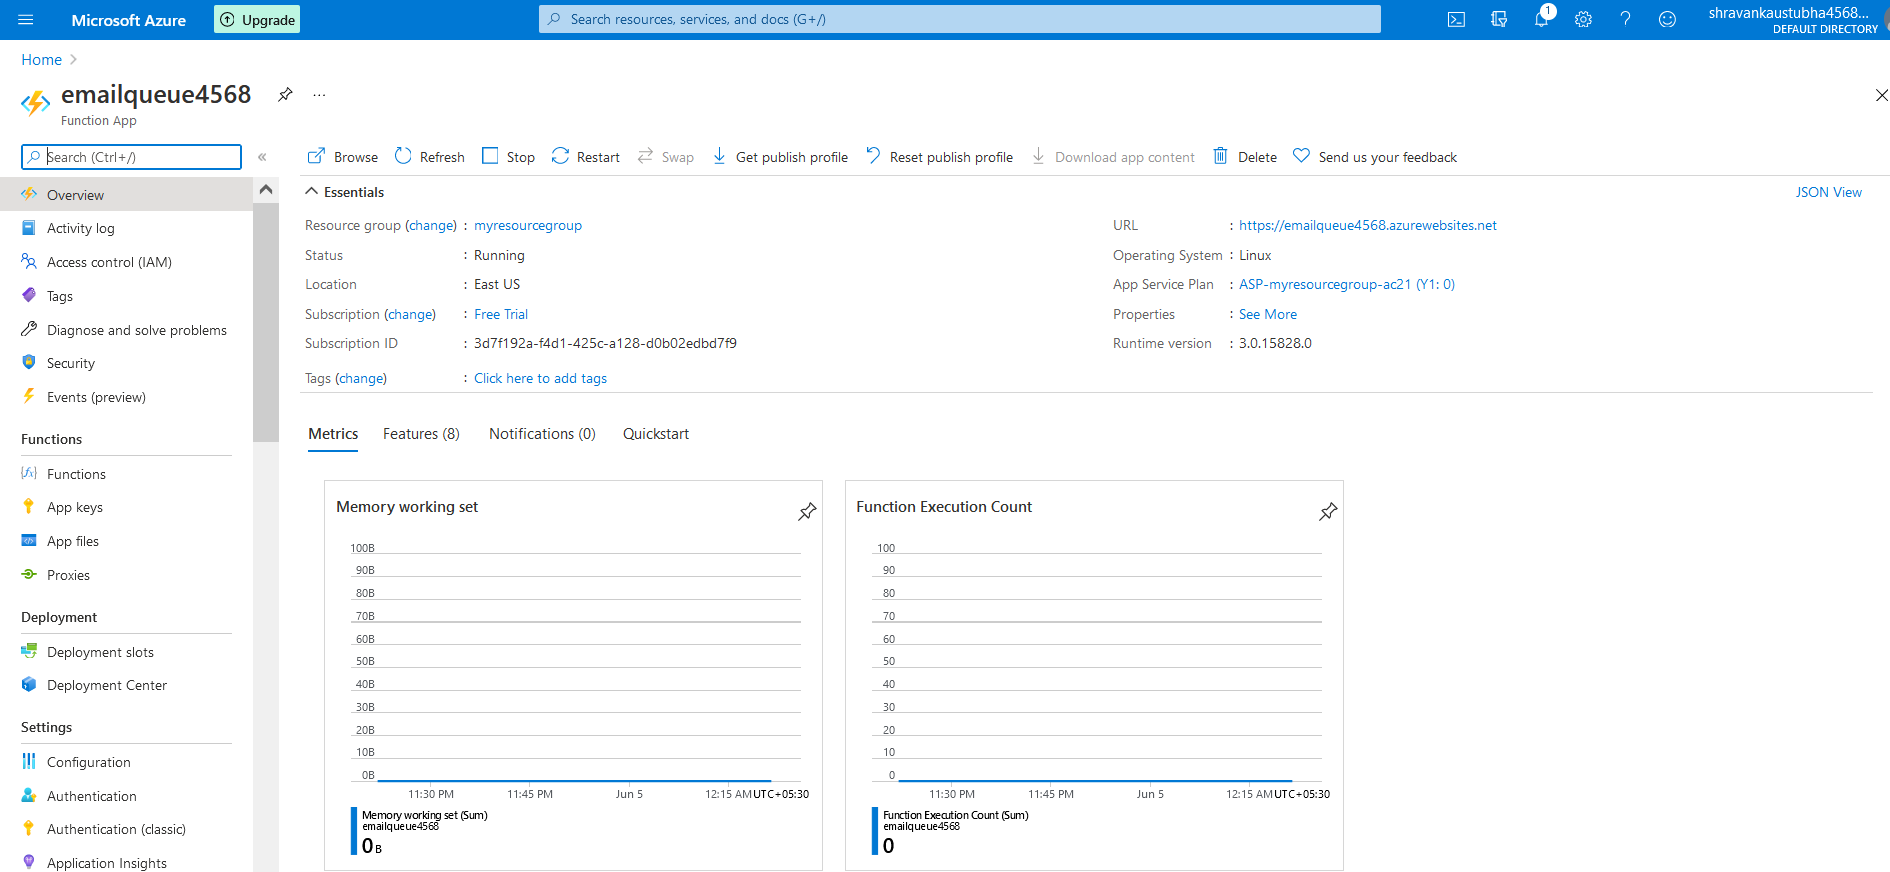 Microsoft Azure
Upgrade
Search resources, services, and docs (G+/)
1
shravankaustubha4568...
DEFAULT DIRECTORY
Home
emailqueue4568
...
Function App
Search (Ctrl+/)
«
Browse
Refresh
Stop
Restart
Swap
Get publish profile
Reset publish profile
Download app content
Delete
Send us your feedback
Overview
Activity log
Access control (IAM)
Tags
Diagnose and solve problems
Security
Events (preview)
Functions
Functions
App keys
App files
Proxies
Deployment
Deployment slots
Deployment Center
Settings
Configuration
Authentication
Authentication (classic)
Application Insights
Essentials
JSON View
Resource group (change) : myresourcegroup
Status : Running
Location : East US
Subscription (change) : Free Trial
Subscription ID : 3d7f192a-f4d1-425c-a128-d0b02edbd7f9
Tags (change) : Click here to add tags
URL : https://emailqueue4568.azurewebsites.net
Operating System : Linux
App Service Plan : ASP-myresourcegroup-ac21 (Y1: 0)
Properties : See More
Runtime version : 3.0.15828.0
Metrics
Features (8)
Notifications (0)
Quickstart
Memory working set
100B
90B
80B
70B
60B
50B
40B
30B
20B
10B
0B
11:30 PM 11:45 PM Jun 5 12:15 AM UTC+05:30
Memory working set (Sum)
emailqueue4568
0 B
Function Execution Count
100
90
80
70
60
50
40
30
20
10
0
11:30 PM 11:45 PM Jun 5 12:15 AM UTC+05:30
Function Execution Count (Sum)
emailqueue4568
0